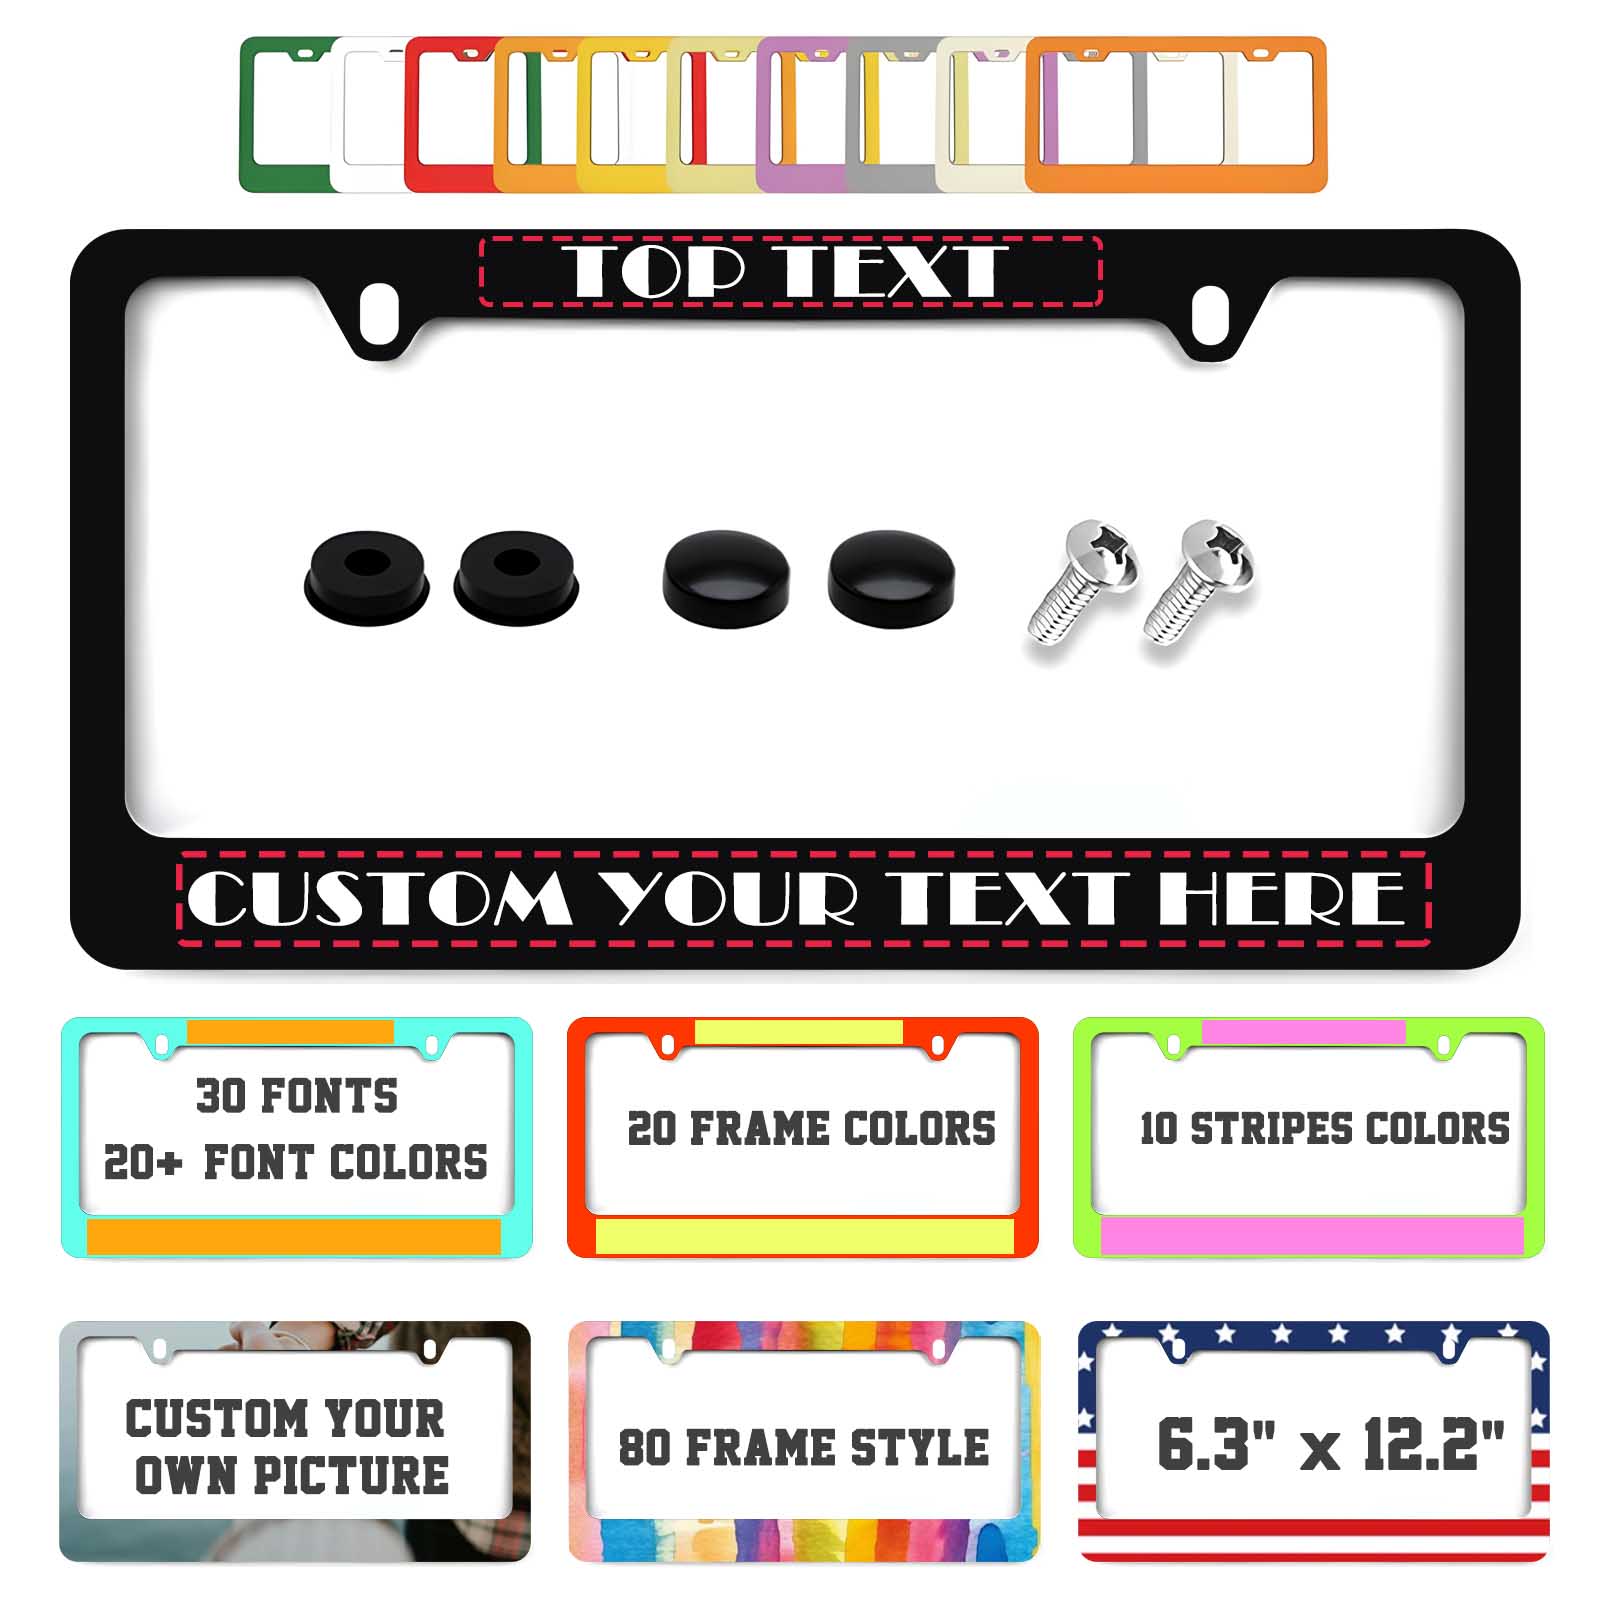 TOP TEXT
CUSTOM YOUR TEXT HERE
30 FONTS
20+ FONT COLORS
20 FRAME COLORS
10 STRIPES COLORS
CUSTOM YOUR
OWN PICTURE
80 FRAME STYLE
6.3" x 12.2"